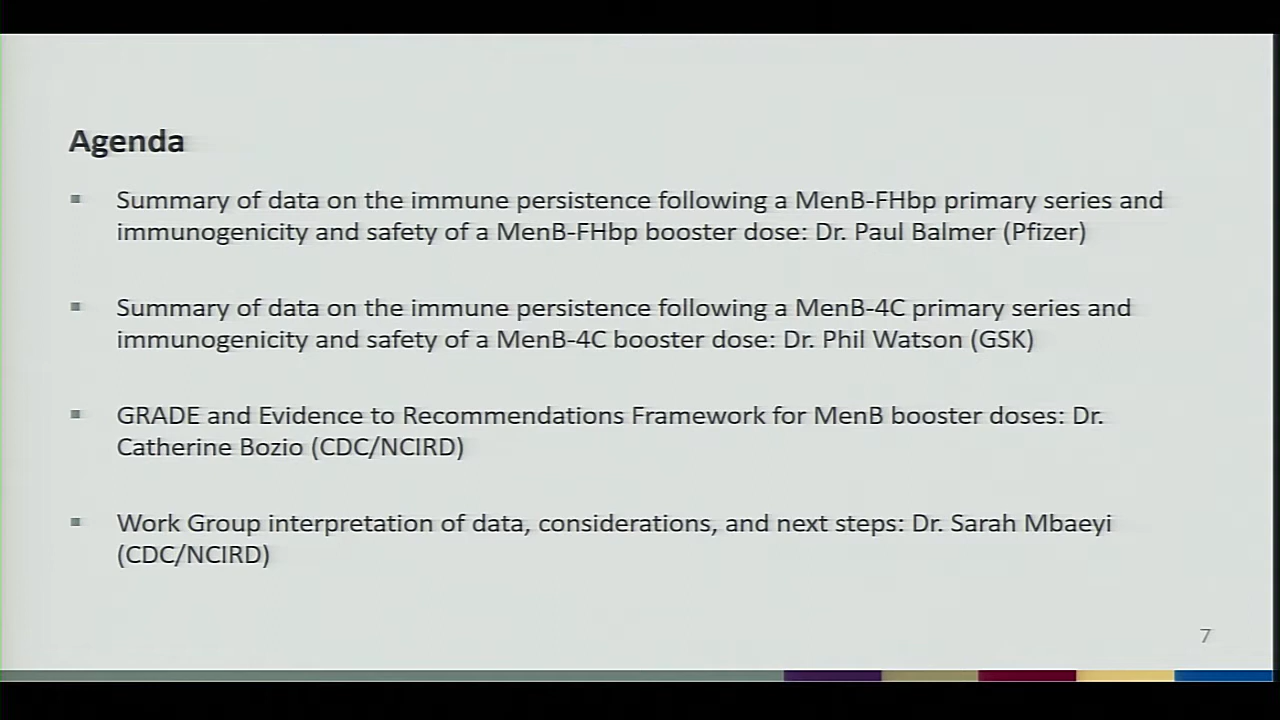 Agenda
Summary of data on the immune persistence following a MenB-FHbp primary series and
immunogenicity and safety of a MenB-FHbp booster dose: Dr. Paul Balmer (Pfizer)
Summary of data on the immune persistence following a MenB-4C primary series and
immunogenicity and safety of a MenB-4C booster dose: Dr. Phil Watson (GSK)
GRADE and Evidence to Recommendations Framework for MenB booster doses: Dr.
Catherine Bozio (CDC/NCIRD)
Work Group interpretation of data, considerations, and next steps: Dr. Sarah Mbaeyi
(CDC/NCIRD)
7